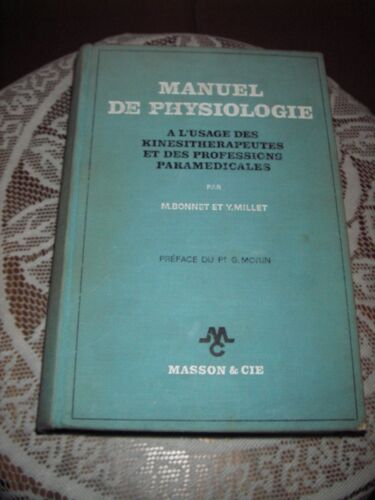 MANUEL
DE PHYSIOLOGIE
A L'USAGE DES
KINESITHERAPEUTES
ET DES PROFESSIONS
PARAMEDICALES
PAR
M.BONNET ET Y.MILLET
PRÉFACE DU Pr G.MORIN
MC
MASSON & CIE